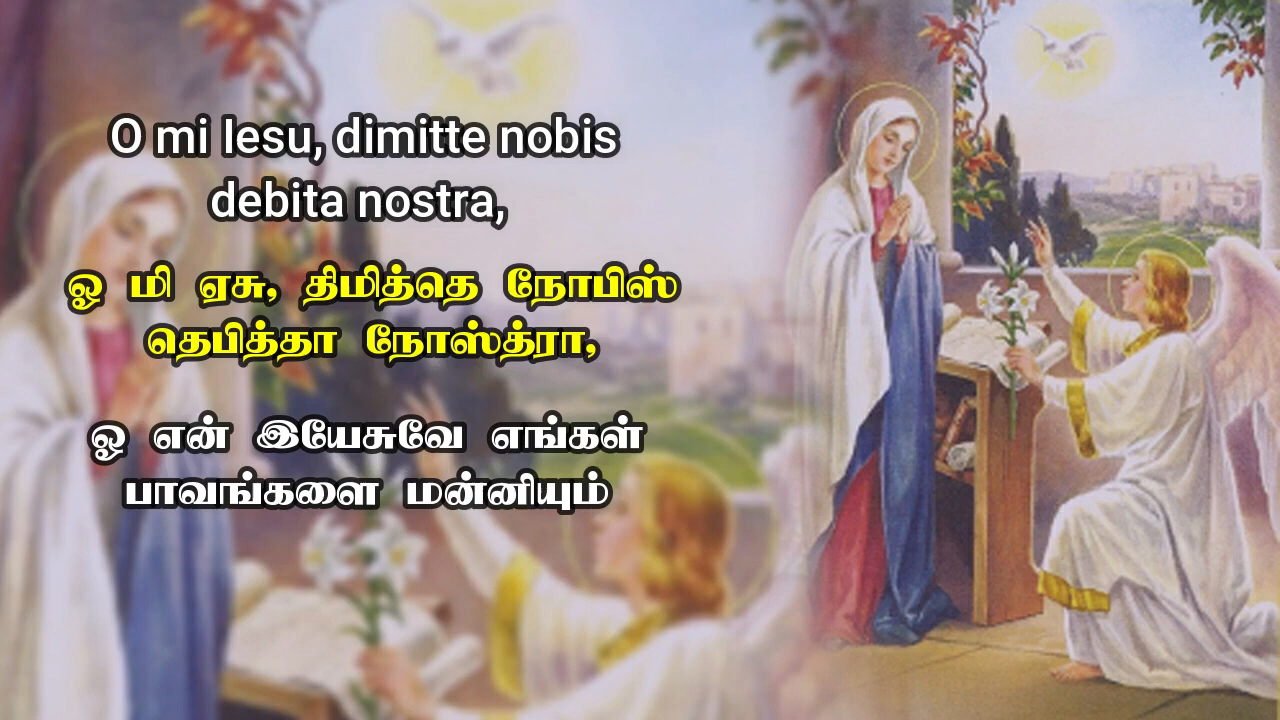 O mi Iesu, dimitte nobis
debita nostra,
ஓ மி ஏசு, திமித்தெ நோபிஸ்
தெபித்தா நோஸ்த்ரா,
ஓ என் இயேசுவே எங்கள்
பாவங்களை மன்னியும்